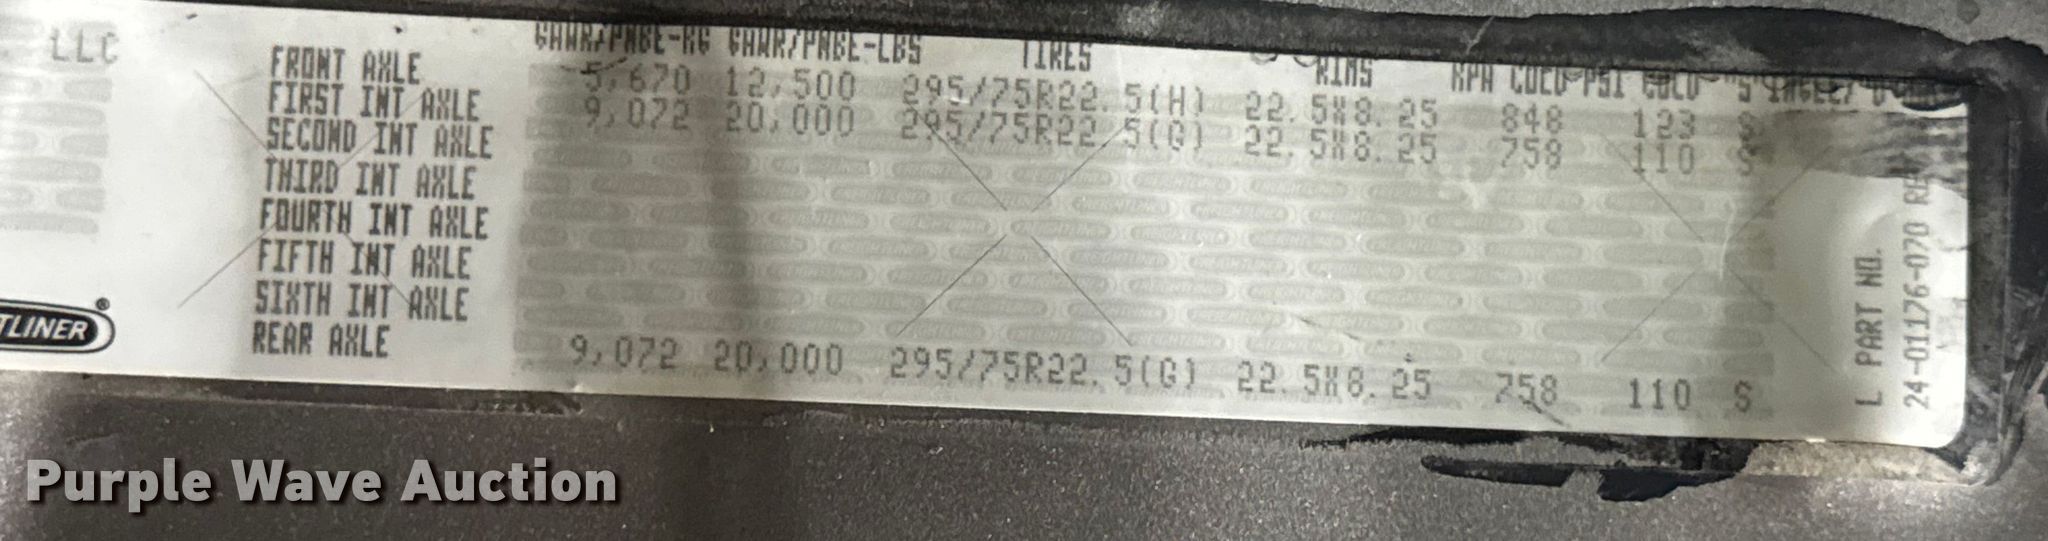 LLC
GAWR/PNBE-KG GAWR/PNBE-LBS TIRES RIMS KPA COLD PSI COLD
FRONT AXLE 5,670 12,500 295/75R22.5(H) 22.5X8.25 848 123 S
FIRST INT AXLE 9,072 20,000 295/75R22.5(G) 22.5X8.25 758 110 S
SECOND INT AXLE
THIRD INT AXLE
FOURTH INT AXLE
FIFTH INT AXLE
SIXTH INT AXLE
REAR AXLE 9,072 20,000 295/75R22.5(G) 22.5X8.25 758 110 S
TLINER®
L PART NO.
24-01176-070 REV
Purple Wave Auction